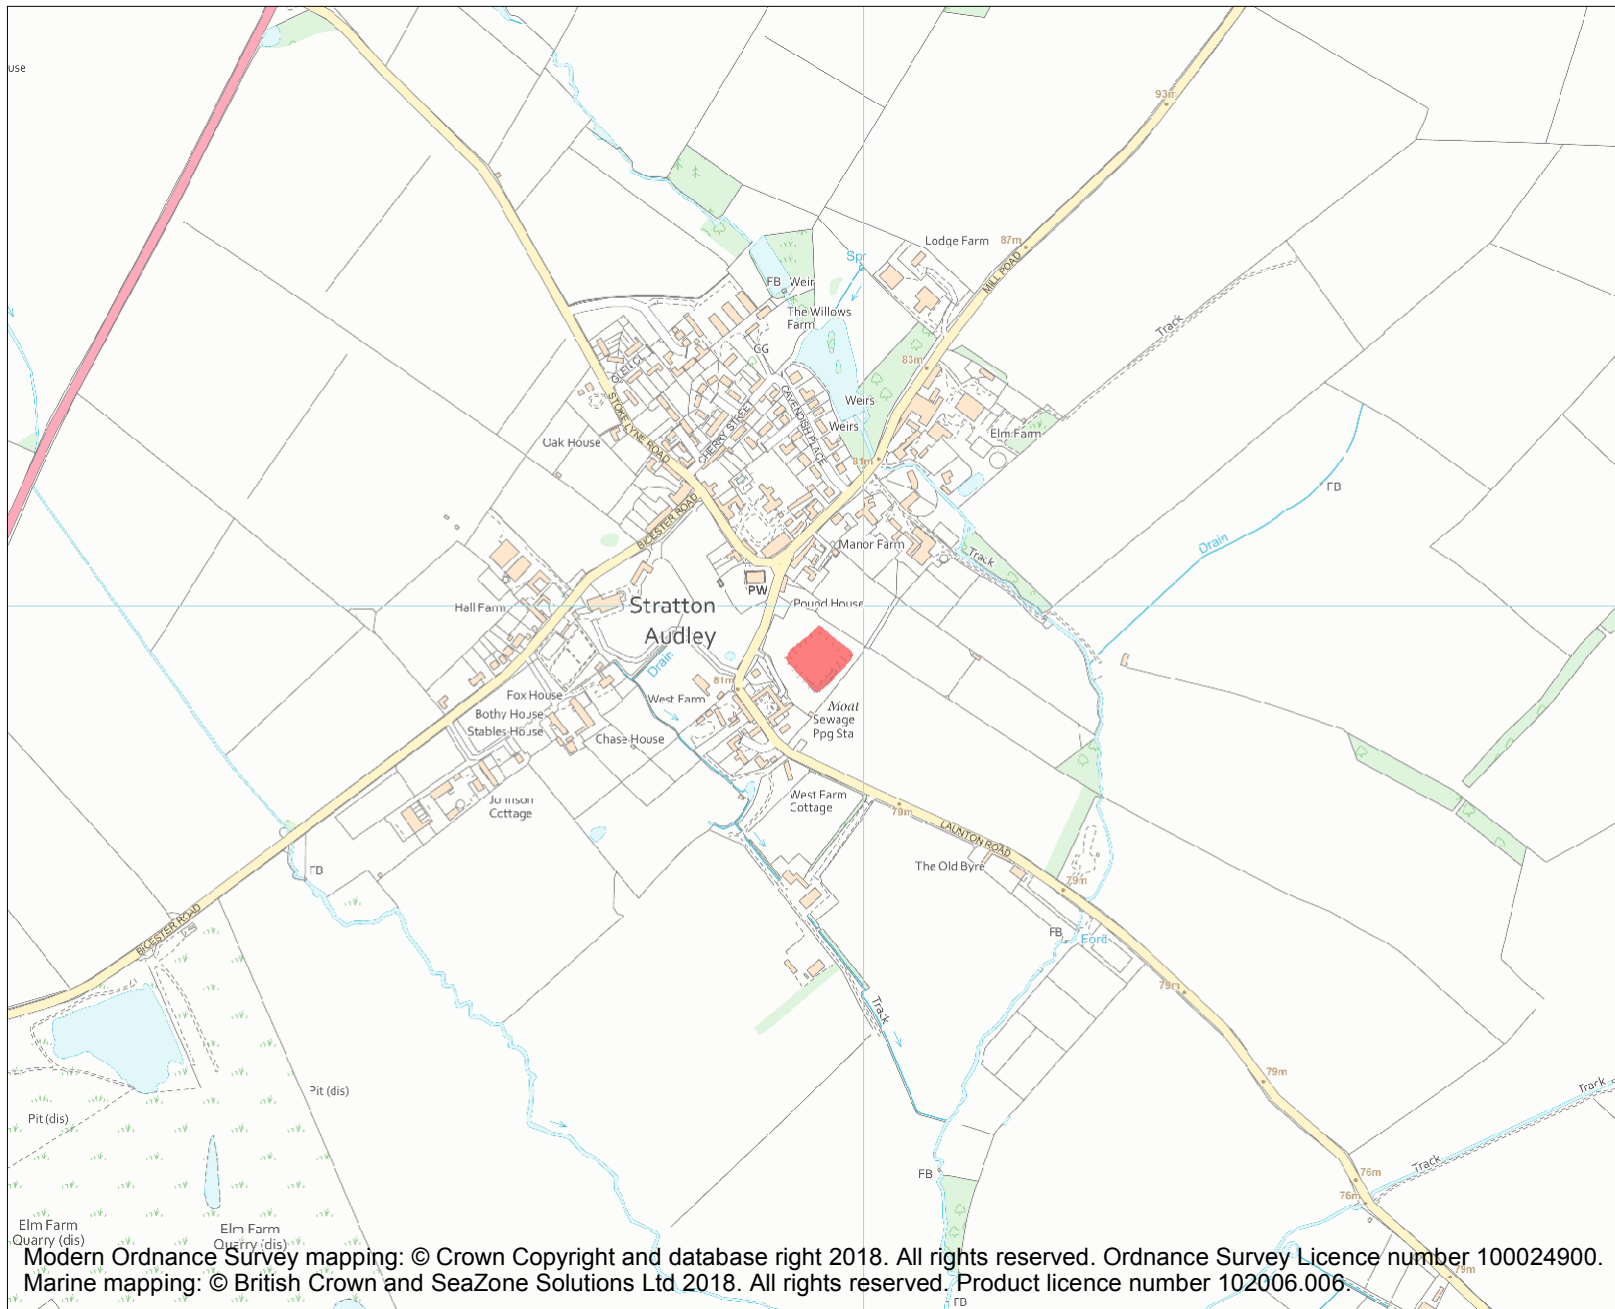 use
93m
Lodge Farm
87m
MILL ROAD
Spr
FB
Weir
The Willows
Farm
Track
GG
83m
GLEN CL
STOKE LYNE ROAD
CHERRY STREET
CAVENDISH PLACE
Weirs
Weirs
Oak House
Elm Farm
81m
FB
BICESTER ROAD
Manor Farm
Track
Drain
PW
Hall Farm
Pound House
Stratton
Audley
Drain
81m
West Farm
Fox House
Bothy House
Stables House
Chase House
Moat
Sewage
Ppg Sta
Johnson
Cottage
West Farm
Cottage
79m
LAUNTON ROAD
The Old Byre
79m
FB
BICESTER ROAD
FB
Ford
79m
Track
79m
Pit (dis)
Pit (dis)
Track
Track
FB
76m
76m
Elm Farm
Quarry (dis)
Elm Farm
Quarry (dis)
79m
FB
Modern Ordnance Survey mapping: © Crown Copyright and database right 2018. All rights reserved. Ordnance Survey Licence number 100024900.
Marine mapping: © British Crown and SeaZone Solutions Ltd 2018. All rights reserved. Product licence number 102006.006.